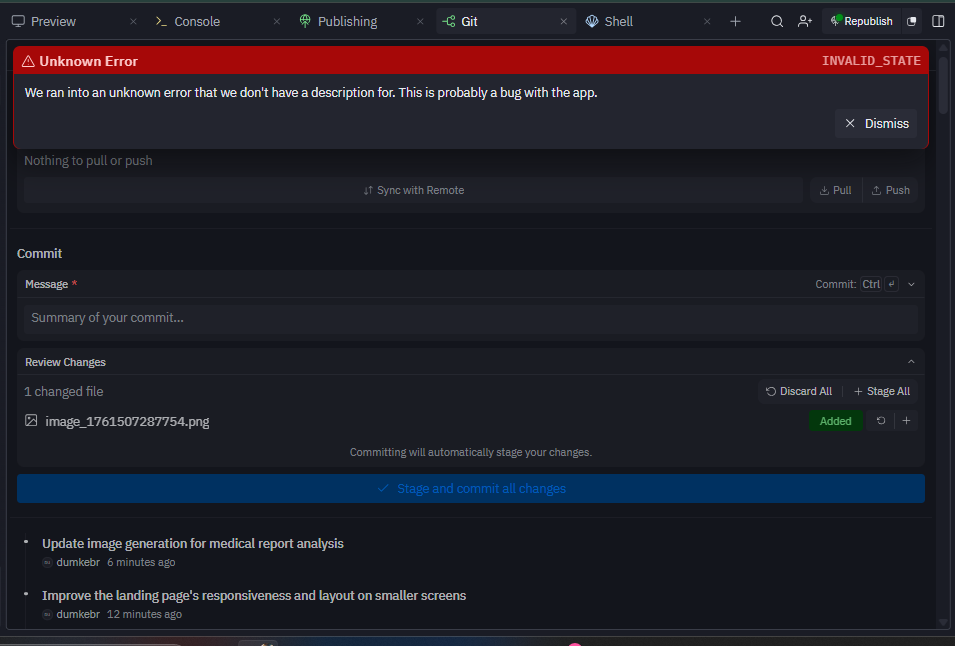 Preview Console Publishing Git Shell Republish
Unknown Error INVALID_STATE
We ran into an unknown error that we don't have a description for. This is probably a bug with the app.
Dismiss
Nothing to pull or push
Sync with Remote Pull Push
Commit
Message * Commit: Ctrl ↵
Summary of your commit...
Review Changes
1 changed file Discard All Stage All
image_1761507287754.png Added
Committing will automatically stage your changes.
Stage and commit all changes
Update image generation for medical report analysis
dumkebr 6 minutes ago
Improve the landing page's responsiveness and layout on smaller screens
dumkebr 12 minutes ago